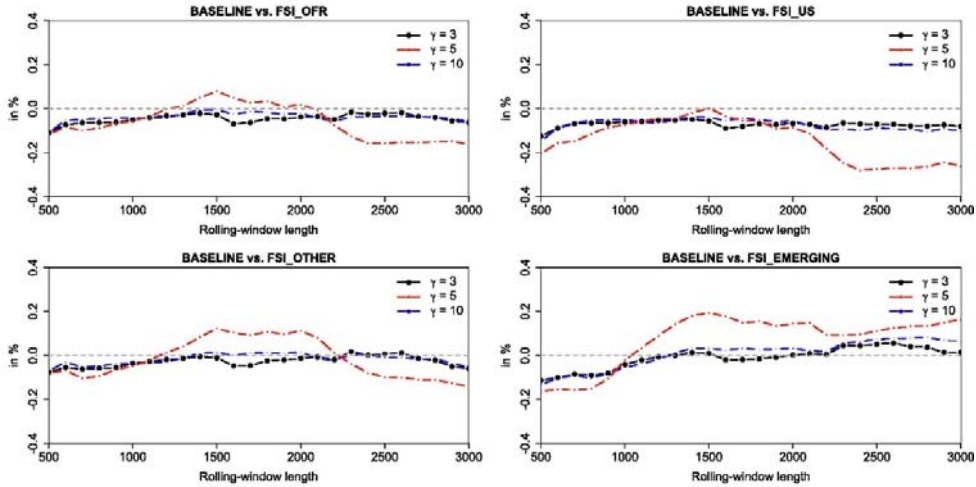 BASELINE vs. FSI_OFR
in %
0.4
0.2
0.0
-0.2
-0.4
γ = 3
γ = 5
γ = 10
500 1000 1500 2000 2500 3000
Rolling-window length
BASELINE vs. FSI_US
in %
0.4
0.2
0.0
-0.2
-0.4
γ = 3
γ = 5
γ = 10
500 1000 1500 2000 2500 3000
Rolling-window length
BASELINE vs. FSI_OTHER
in %
0.4
0.2
0.0
-0.2
-0.4
γ = 3
γ = 5
γ = 10
500 1000 1500 2000 2500 3000
Rolling-window length
BASELINE vs. FSI_EMERGING
in %
0.4
0.2
0.0
-0.2
-0.4
γ = 3
γ = 5
γ = 10
500 1000 1500 2000 2500 3000
Rolling-window length